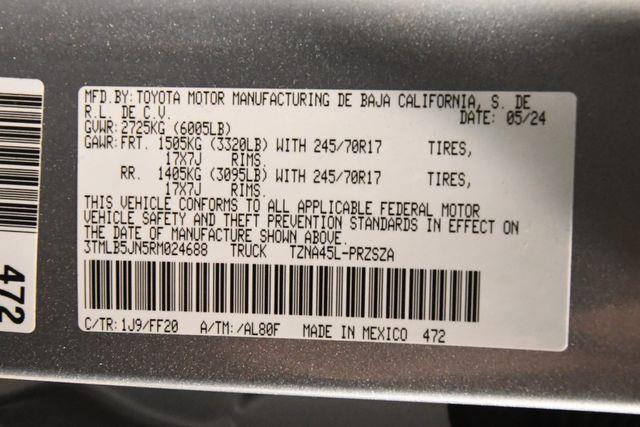 MFD.BY: TOYOTA MOTOR MANUFACTURING DE BAJA CALIFORNIA, S. DE
R.L. DE C.V. DATE: 05/24
GVWR: 2725KG (6005LB)
GAWR: FRT. 1505KG (3320LB) WITH 245/70R17 TIRES,
17X7J RIMS.
RR. 1405KG (3095LB) WITH 245/70R17 TIRES,
17X7J RIMS.
THIS VEHICLE CONFORMS TO ALL APPLICABLE FEDERAL MOTOR
VEHICLE SAFETY AND THEFT PREVENTION STANDARDS IN EFFECT ON
THE DATE OF MANUFACTURE SHOWN ABOVE.
3TMLB5JN5RM024688 TRUCK TZNA45L-PRZSZA
C/TR: 1J9/FF20 A/TM: /AL80F MADE IN MEXICO 472
472